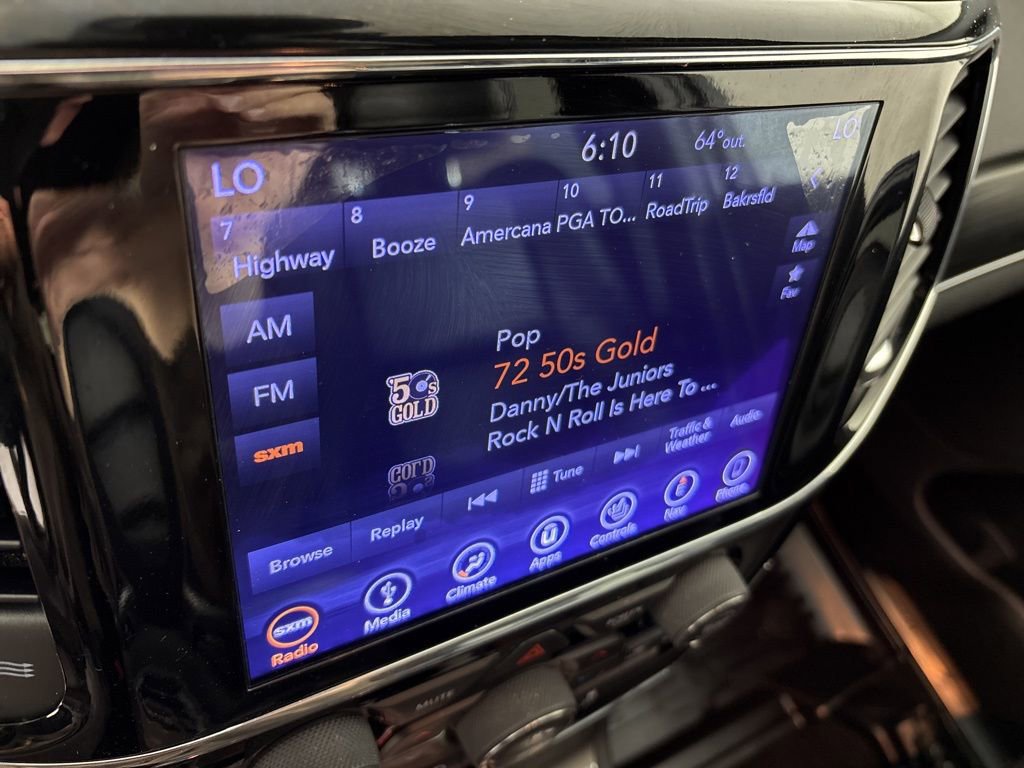 LO
6:10
64°out.
LO
7
Highway
8
Booze
9
Amercana
10
PGA TO...
11
RoadTrip
12
Bakrsfld
Map
Fav
AM
FM
sxm
50s
GOLD
Pop
72 50s Gold
Danny/The Juniors
Rock N Roll Is Here To ...
Browse
Replay
Tune
Traffic &
Weather
Audio
sxm
Radio
Media
Climate
Apps
Controls
Nav
Phone
MUTE